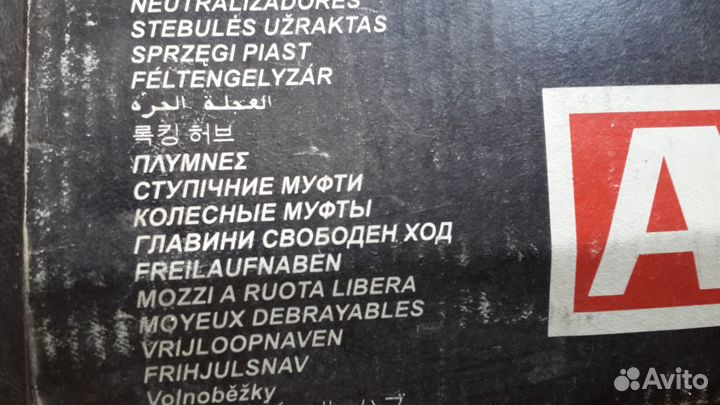 NEUTRALIZADORES
STEBULĖS UŽRAKTAS
SPRZĘGI PIAST
FÉLTENGELYZÁR
العجلة الحرة
록킹 허브
ΠΛΥΜΝΕΣ
СТУПІЧНИЕ МУФТИ
КОЛЕСНЫЕ МУФТЫ
ГЛАВИНИ СВОБОДЕН ХОД
FREILAUFNABEN
MOZZI A RUOTA LIBERA
MOYEUX DEBRAYABLES
VRIJLOOPNAVEN
FRIHJULSNAV
Volnoběžky
A
Avito